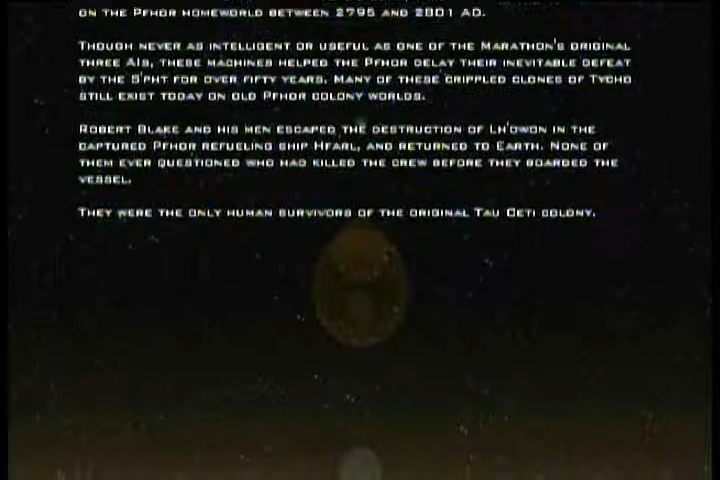 on the Pfhor homeworld between 2795 and 2801 AD.
Though never as intelligent or useful as one of the Marathon's original
three AIs, these machines helped the Pfhor delay their inevitable defeat
by the S'pht for over fifty years. Many of these crippled clones of Tycho
still exist today on old Pfhor colony worlds.
Robert Blake and his men escaped the destruction of Lh'owon in the
captured Pfhor refueling ship Hfarl, and returned to Earth. None of
them ever questioned who had killed the crew before they boarded the
vessel.
They were the only human survivors of the original Tau Ceti colony.